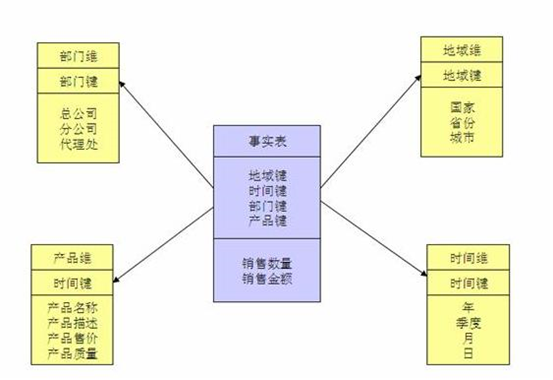 部门维
部门键
总公司
分公司
代理处
地域维
地域键
国家
省份
城市
事实表
地域键
时间键
部门键
产品键
销售数量
销售金额
产品维
时间键
产品名称
产品描述
产品售价
产品质量
时间维
时间键
年
季度
月
日